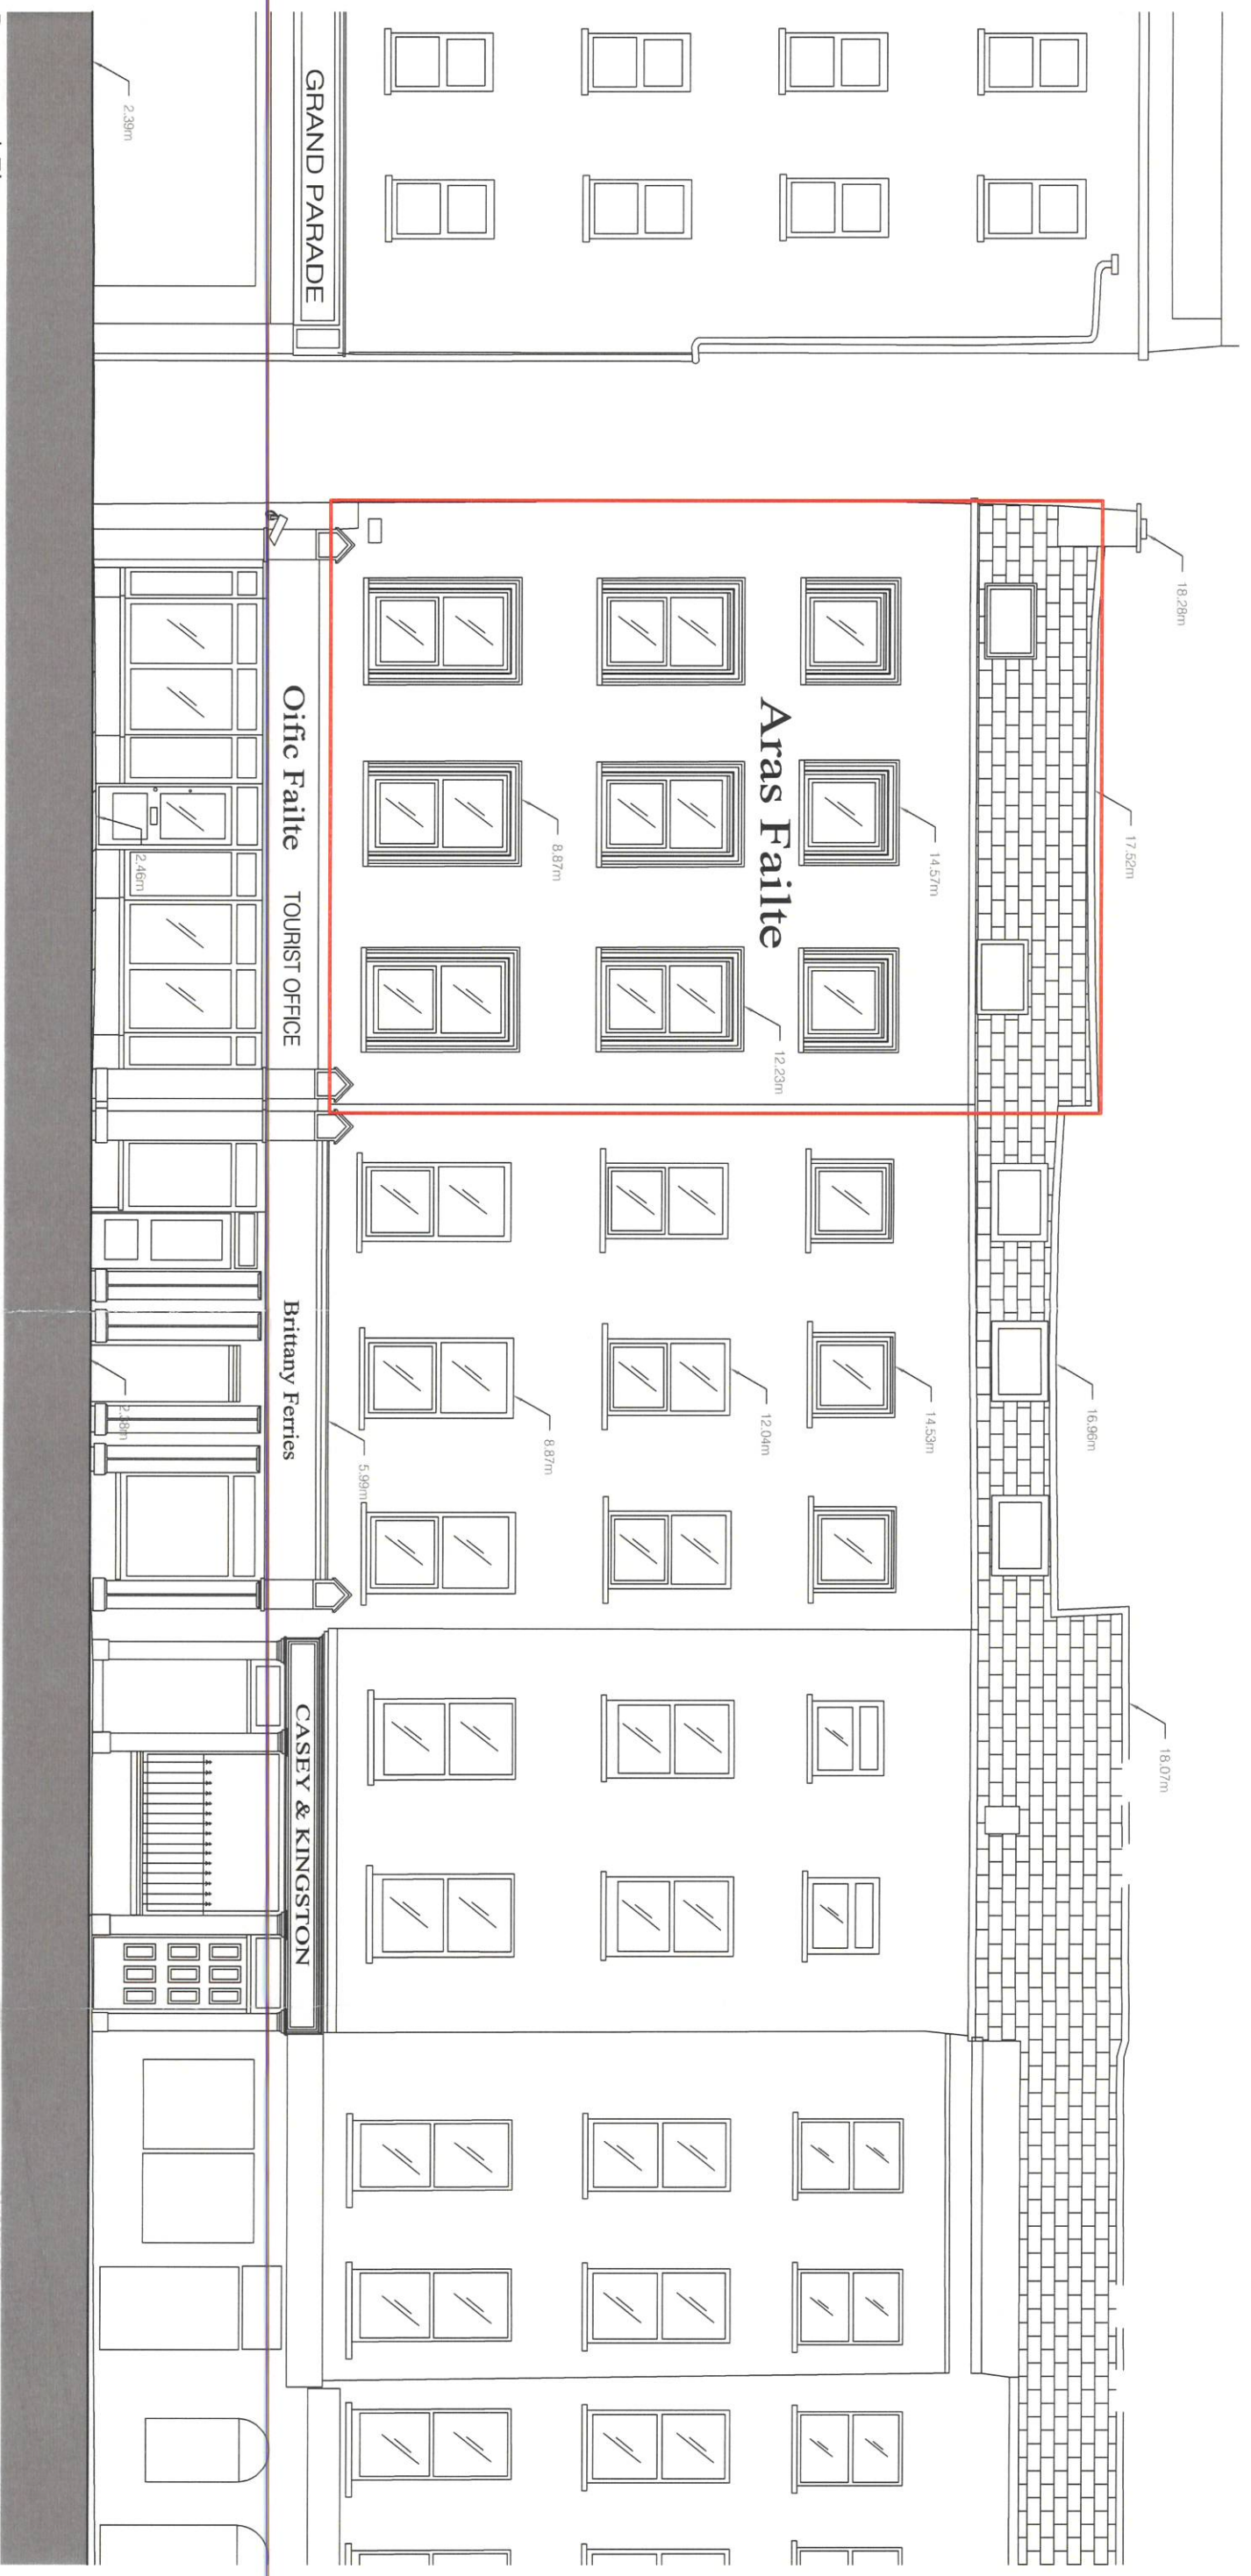 GRAND PARADE
2.39m
18.28m
17.52m
14.57m
Aras Failte
12.23m
8.87m
Oific Failte TOURIST OFFICE
2.46m
16.96m
14.53m
12.04m
8.87m
5.99m
Brittany Ferries
2.38m
18.07m
CASEY & KINGSTON